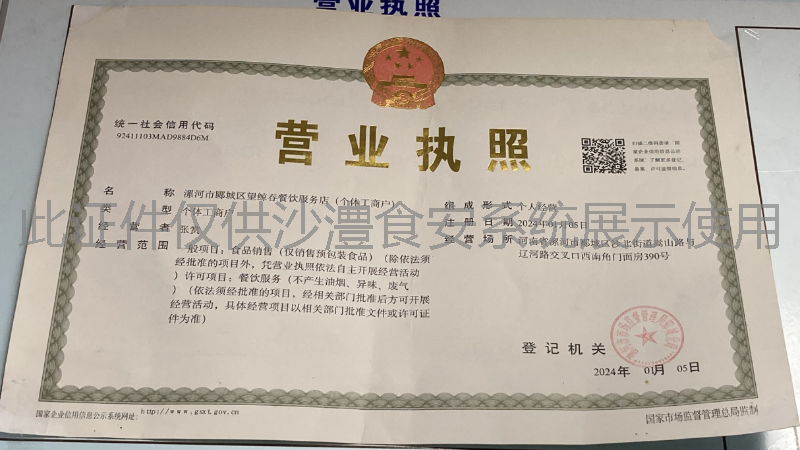 营业执照
统一社会信用代码
92411103MAD9884D6M
营业执照
扫描二维码登录“国
家企业信用信息公示
系统”了解更多登记、
备案、许可监管信息。
名称 漯河市郾城区望鲸吞餐饮服务店（个体工商户）
类型 个体工商户
经营者 张赏
经营范围 一般项目：食品销售（仅销售预包装食品）（除依法须
经批准的项目外，凭营业执照依法自主开展经营活动
）许可项目：餐饮服务（不产生油烟、异味、废气
）（依法须经批准的项目，经相关部门批准后方可开展
经营活动，具体经营项目以相关部门批准文件或许可证
件为准）
组成形式 个人经营
注册日期 2024年01月05日
经营场所 河南省漯河市郾城区沙北街道嵩山路与
辽河路交叉口西南角门面房390号
此证件仅供沙澧食安系统展示使用
登记机关
2024年 01月 05日
国家企业信用信息公示系统网址：http://www.gsxt.gov.cn
国家市场监督管理总局监制